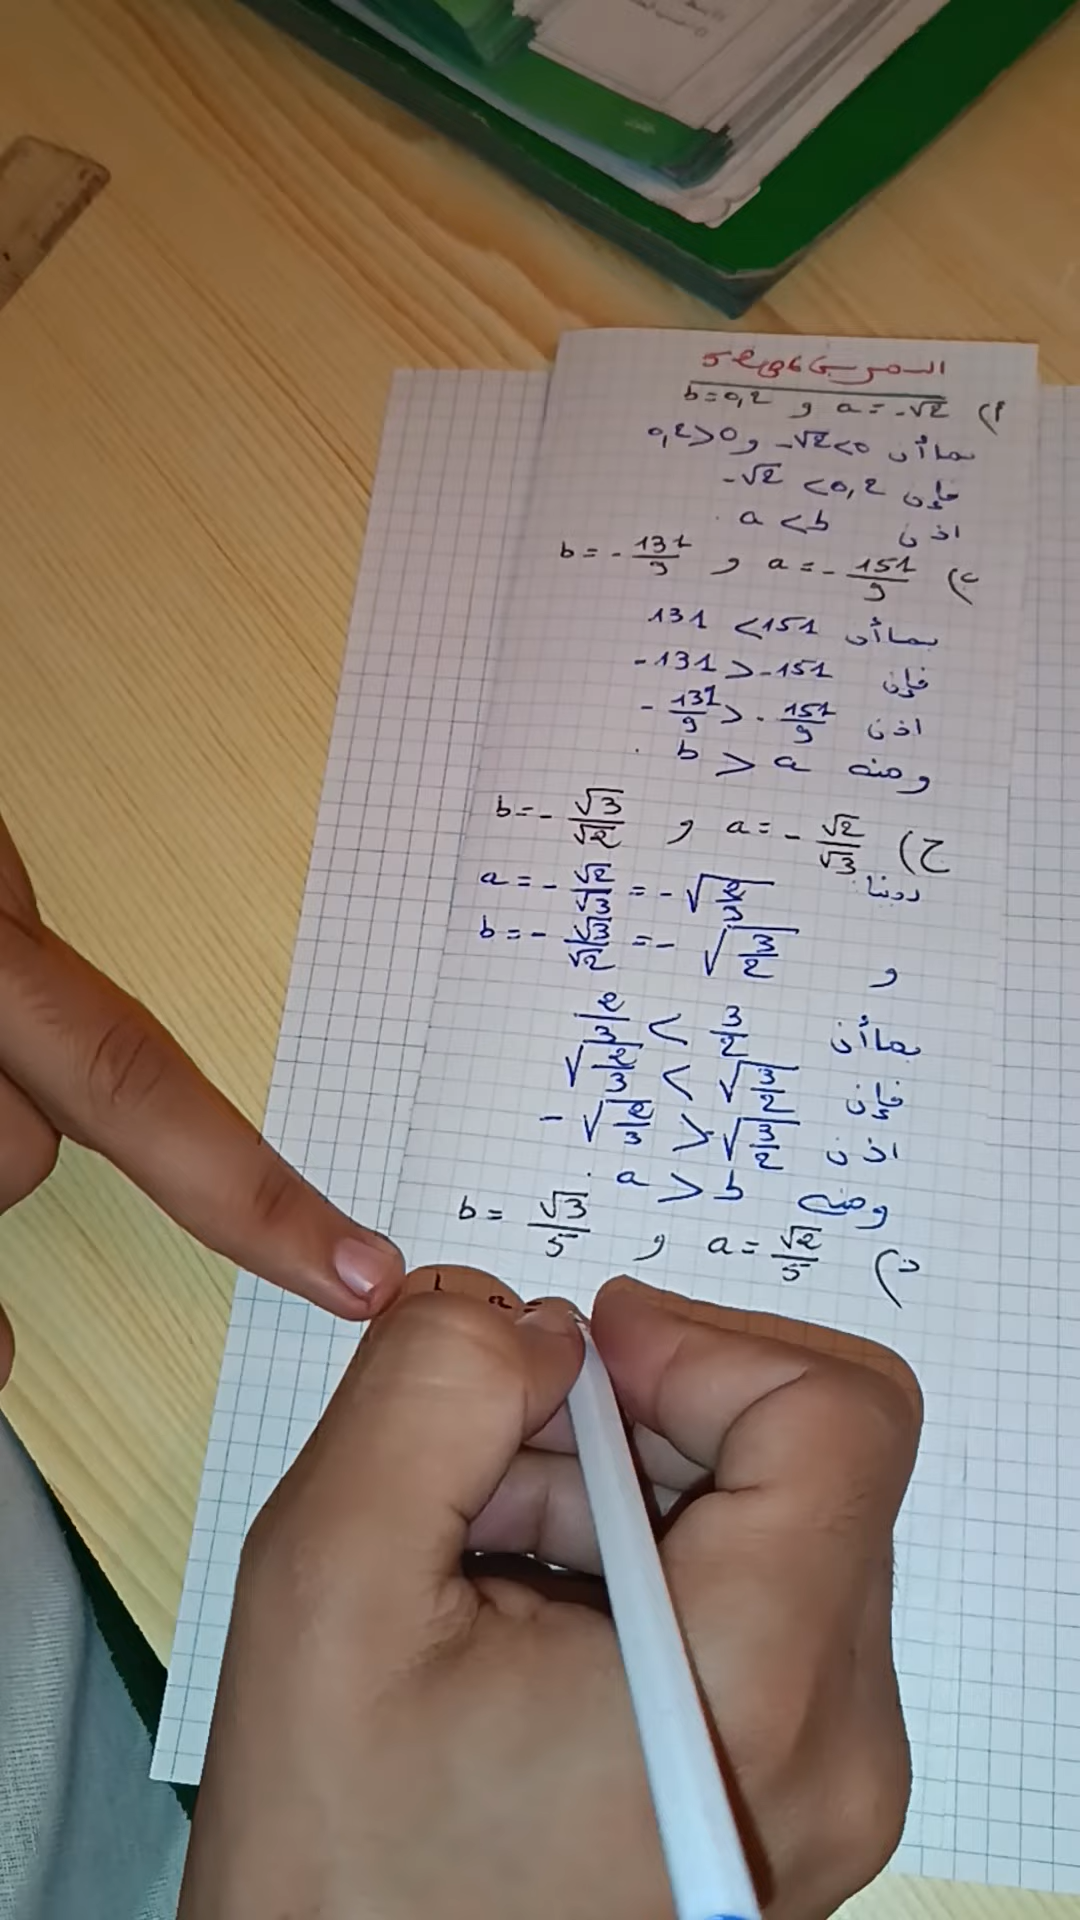 أ) a = -√2 و b = 0,2
بما أن -√2 < 0 و 0,2 > 0
فإن -√2 < 0,2
اذن a < b
ب) a = - 151/9 و b = - 131/9
بما أن 131 < 151
فإن -131 > -151
اذن - 131/9 > - 151/9
ومنه b > a
ج) a = - √2/√3 و b = - √3/√2
لدينا: a = - √2/√3 = - √(2/3)
و b = - √3/√2 = - √(3/2)
بما أن 2/3 < 3/2
فإن √(2/3) < √(3/2)
اذن - √(2/3) > -√(3/2)
ومنه a > b
د) a = √2/5 و b = √3/5
a =